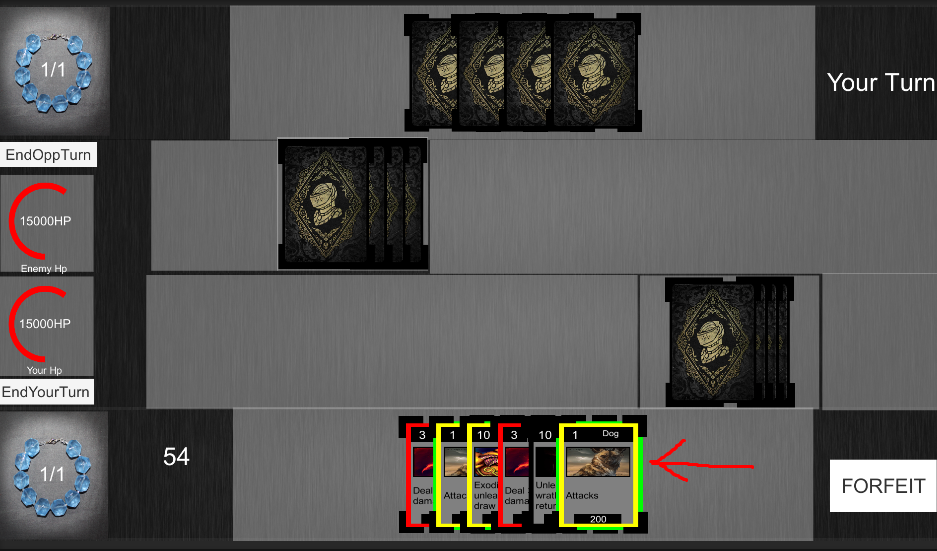 1/1
Your Turn
EndOppTurn
15000HP
Enemy Hp
15000HP
Your Hp
EndYourTurn
1/1
54
3
1
10
3
10
1 Dog
Deal
dam
Attac
Exodi
unlea
draw
Deal
dama
Unle
wrat
retur
Attacks
200
FORFEIT